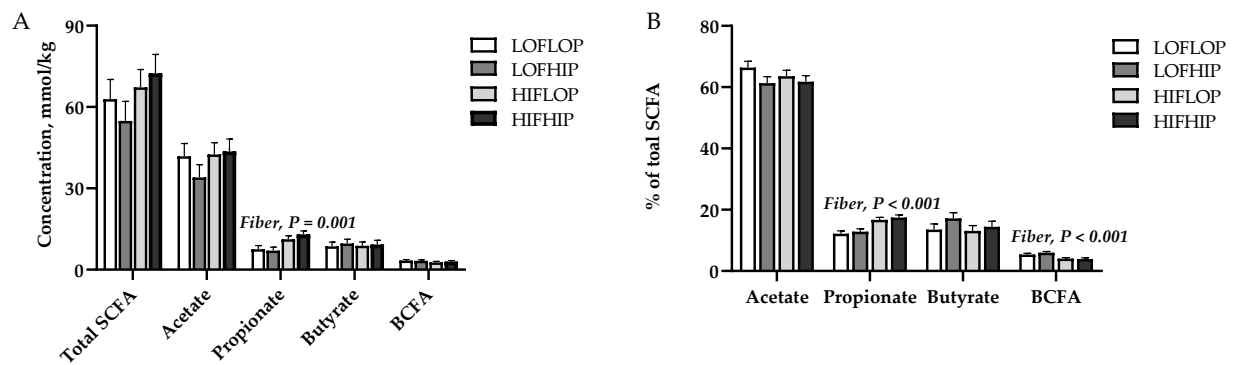 A
Concentration, mmol/kg
90
60
30
0
Fiber, P = 0.001
Total SCFA
Acetate
Propionate
Butyrate
BCFA
LOFLOP
LOFHIP
HIFLOP
HIFHIP
B
% of toal SCFA
80
60
40
20
0
Fiber, P < 0.001
Fiber, P < 0.001
Acetate
Propionate
Butyrate
BCFA
LOFLOP
LOFHIP
HIFLOP
HIFHIP